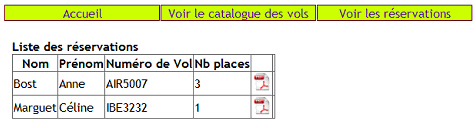 Accueil Voir le catalogue des vols Voir les réservations
Liste des réservations
Nom Prénom Numéro de Vol Nb places
Bost Anne AIR5007 3
Marguet Céline IBE3232 1